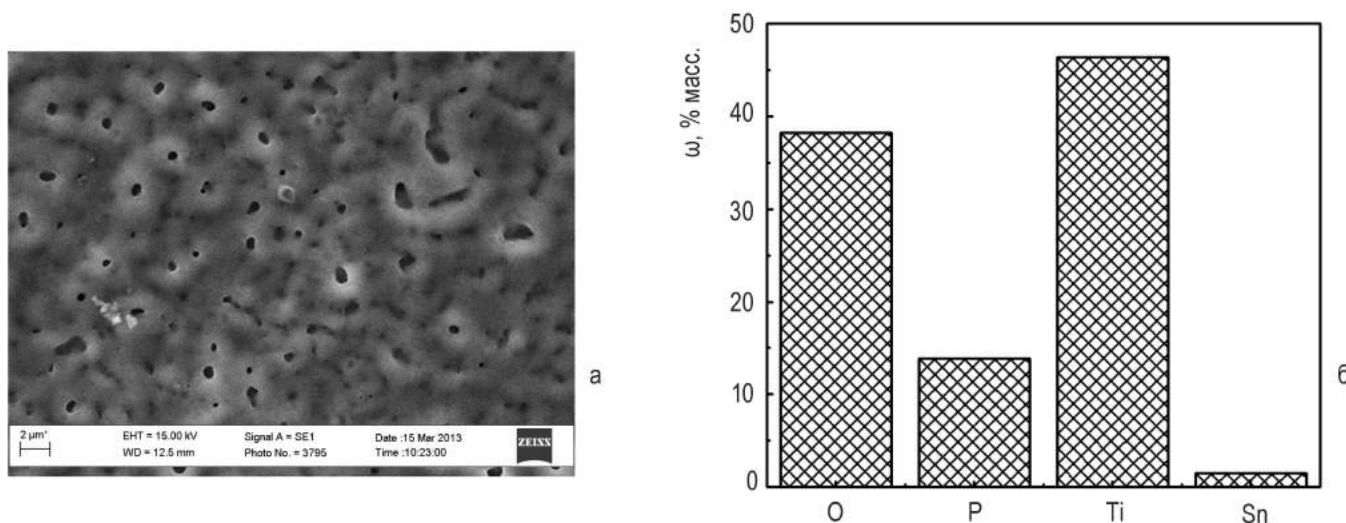 2 µm*
EHT = 15.00 kV Signal A = SE1 Date :15 Mar 2013
WD = 12.5 mm Photo No. = 3795 Time :10:23:00
ZEISS
а
ω, % масс.
50
40
30
20
10
0
O P Ti Sn
б